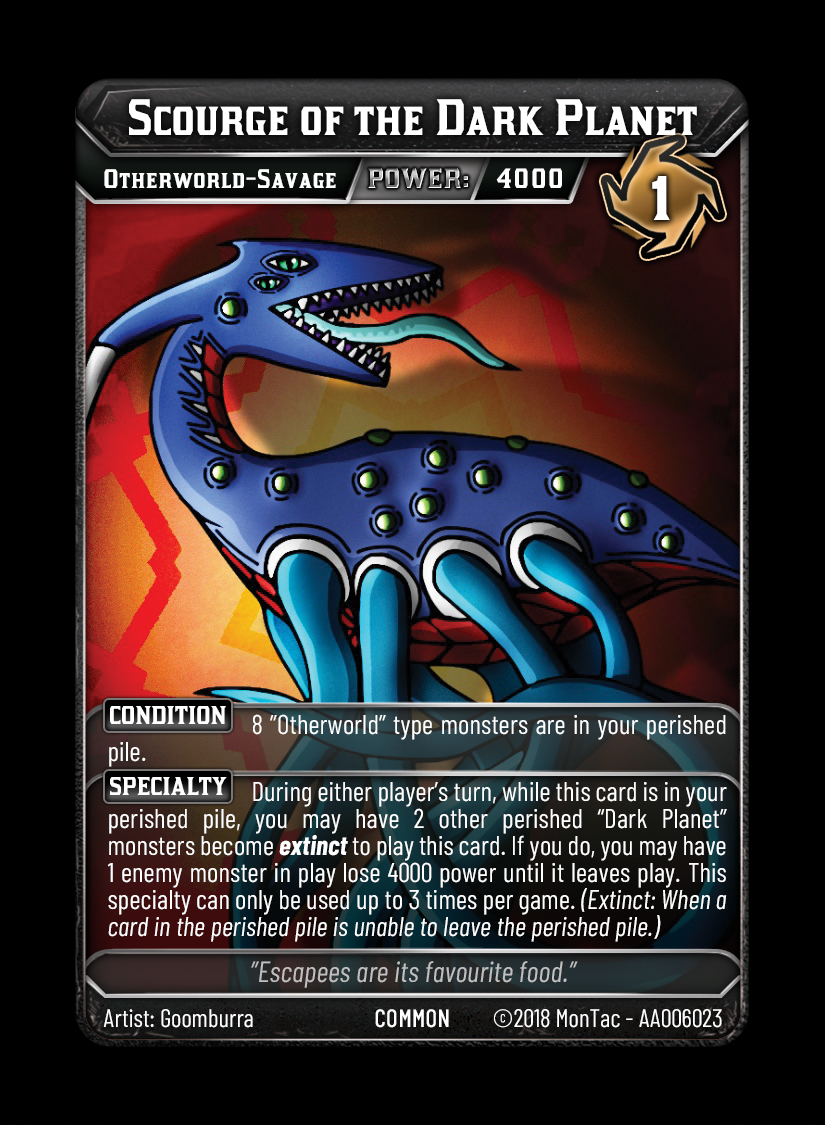 Scourge of the Dark Planet
Otherworld-Savage POWER: 4000
1
CONDITION 8 "Otherworld" type monsters are in your perished
pile.
SPECIALTY During either player's turn, while this card is in your
perished pile, you may have 2 other perished "Dark Planet"
monsters become extinct to play this card. If you do, you may have
1 enemy monster in play lose 4000 power until it leaves play. This
specialty can only be used up to 3 times per game. (Extinct: When a
card in the perished pile is unable to leave the perished pile.)
"Escapees are its favourite food."
Artist: Goomburra COMMON ©2018 MonTac - AA006023